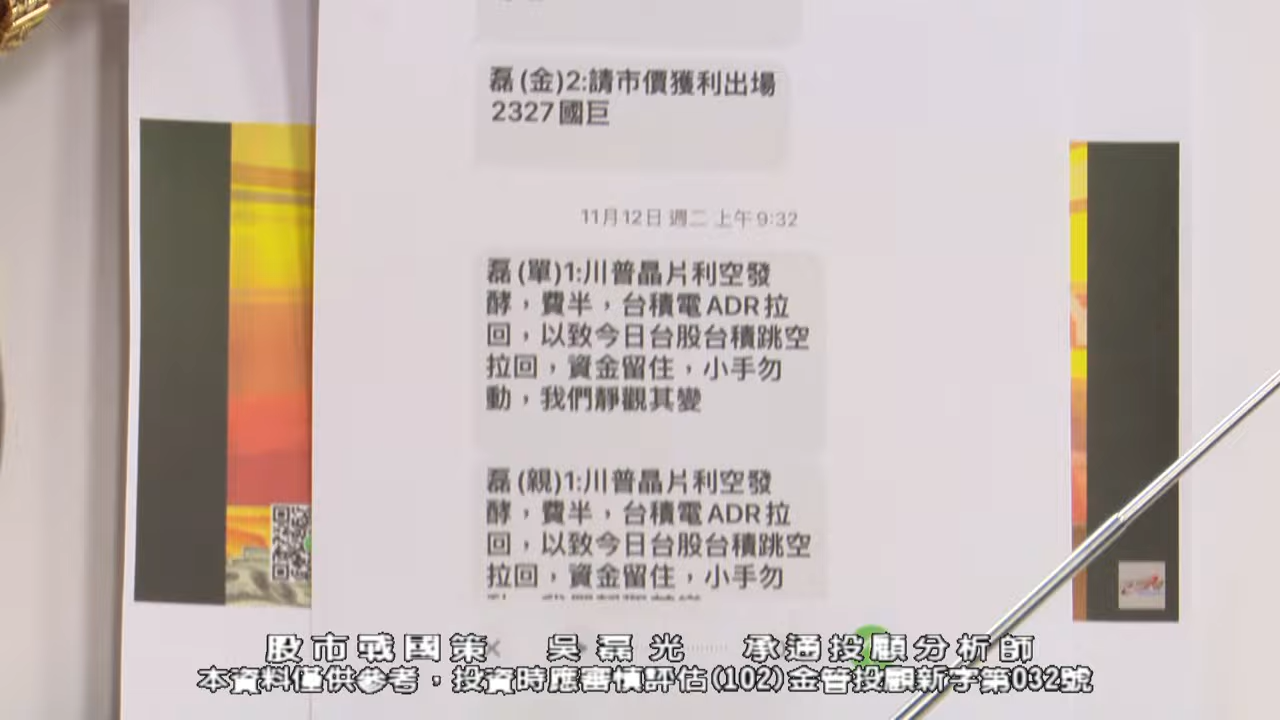 磊(金)2:請市價獲利出場
2327國巨
11月12日 週二 上午9:32
磊(單)1:川普晶片利空發
酵，費半，台積電ADR拉
回，以致今日台股台積跳空
拉回，資金留住，小手勿
動，我們靜觀其變
磊(親)1:川普晶片利空發
酵，費半，台積電ADR拉
回，以致今日台股台積跳空
拉回，資金留住，小手勿
股市戰國策 吳磊光 承通投顧分析師
本資料僅供參考，投資時應審慎評估(102)金管投顧新字第032號